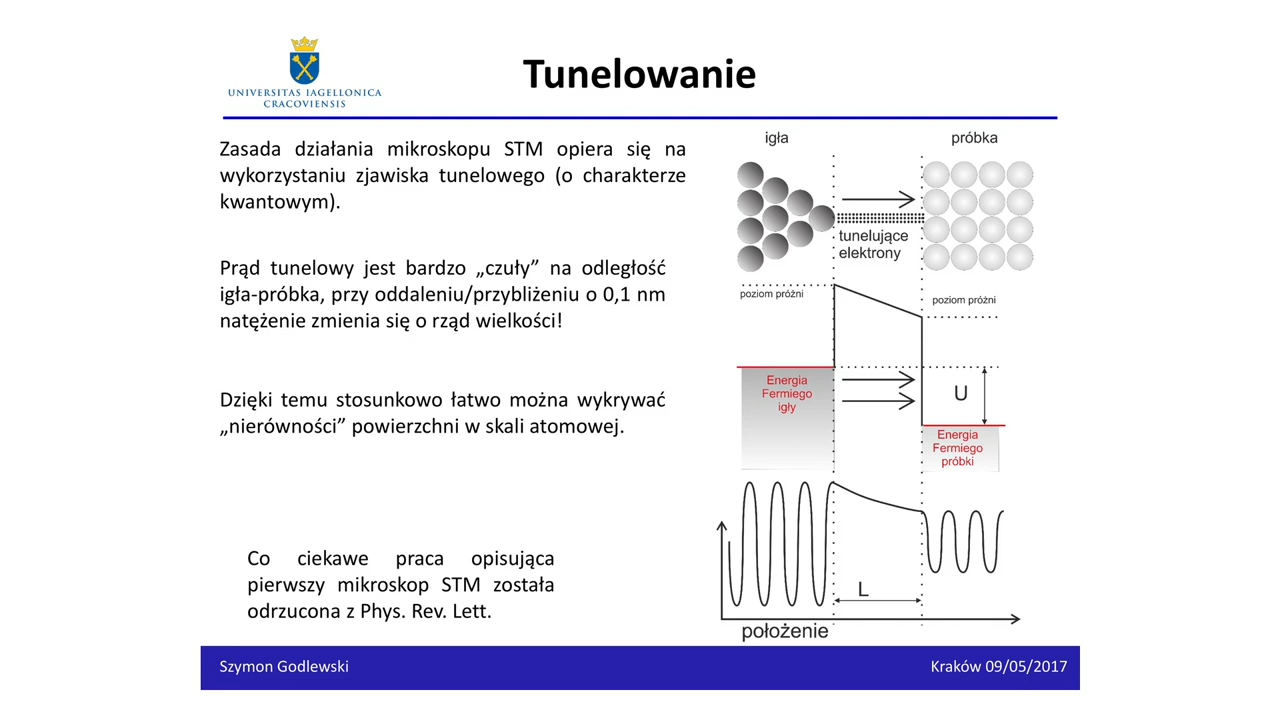 UNIVERSITAS IAGELLONICA
CRACOVIENSIS
Tunelowanie
Zasada działania mikroskopu STM opiera się na
wykorzystaniu zjawiska tunelowego (o charakterze
kwantowym).
Prąd tunelowy jest bardzo „czuły” na odległość
igła-próbka, przy oddaleniu/przybliżeniu o 0,1 nm
natężenie zmienia się o rząd wielkości!
Dzięki temu stosunkowo łatwo można wykrywać
„nierówności” powierzchni w skali atomowej.
Co ciekawe praca opisująca
pierwszy mikroskop STM została
odrzucona z Phys. Rev. Lett.
igła
próbka
tunelujące
elektrony
poziom próżni
poziom próżni
Energia
Fermiego
igły
U
Energia
Fermiego
próbki
L
położenie
Szymon Godlewski
Kraków 09/05/2017